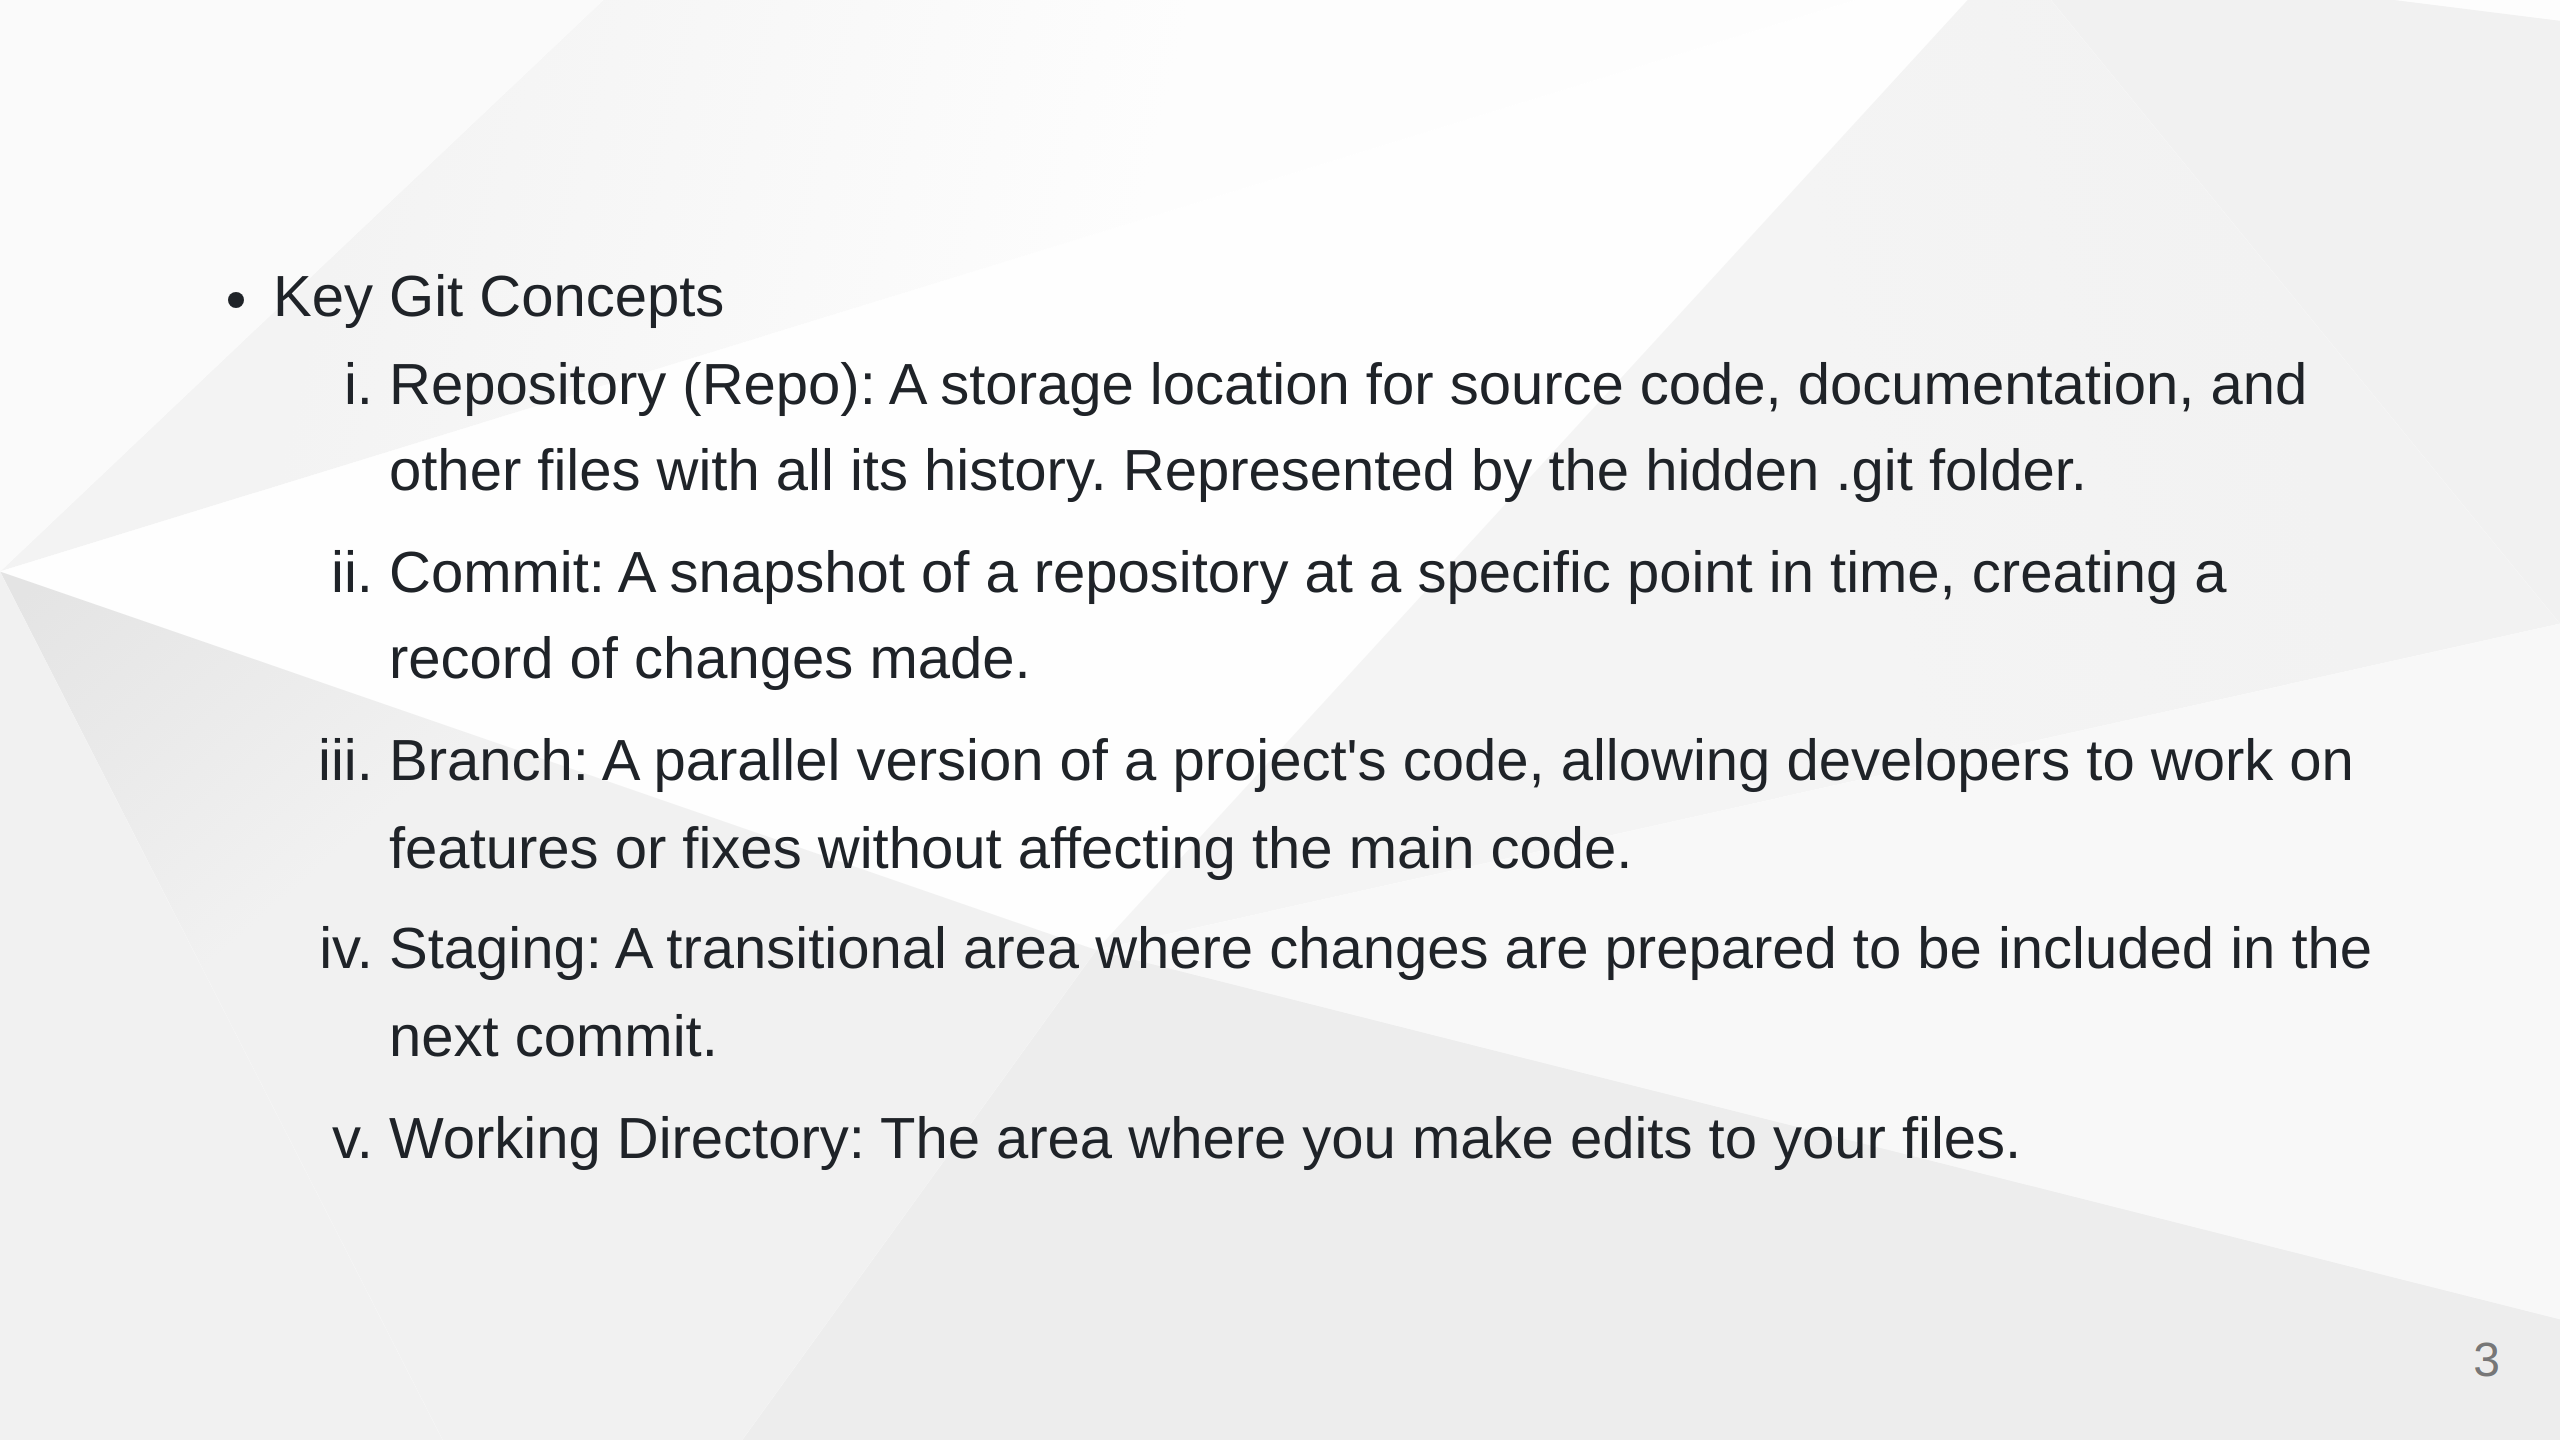 • Key Git Concepts
i. Repository (Repo): A storage location for source code, documentation, and
other files with all its history. Represented by the hidden .git folder.
ii. Commit: A snapshot of a repository at a specific point in time, creating a
record of changes made.
iii. Branch: A parallel version of a project's code, allowing developers to work on
features or fixes without affecting the main code.
iv. Staging: A transitional area where changes are prepared to be included in the
next commit.
v. Working Directory: The area where you make edits to your files.
3